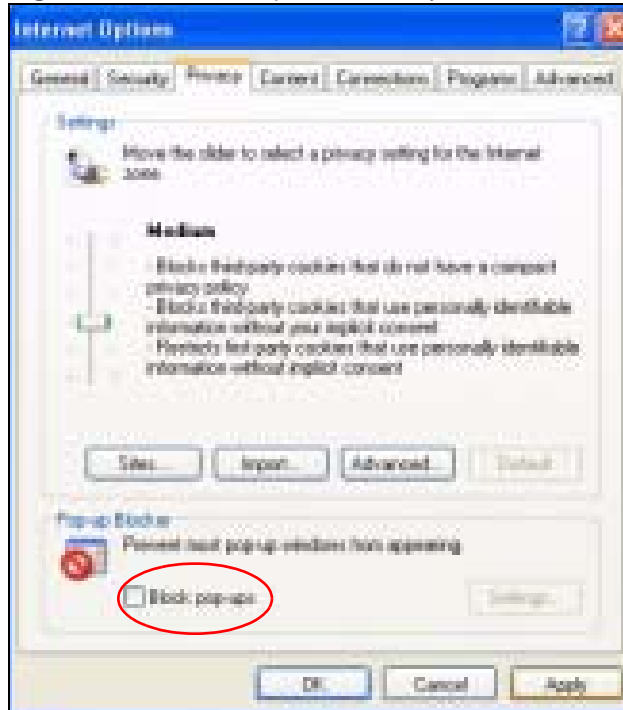 Internet Options
General Security Privacy Content Connections Programs Advanced
Settings
Move the slider to select a privacy setting for the Internet
zone.
Medium
- Blocks third-party cookies that do not have a compact
privacy policy
- Blocks third-party cookies that use personally identifiable
information without your explicit consent
- Restricts first-party cookies that use personally identifiable
information without implicit consent
Sites... Import... Advanced... Default
Pop-up Blocker
Prevent most pop-up windows from appearing.
Block pop-ups Settings...
OK Cancel Apply